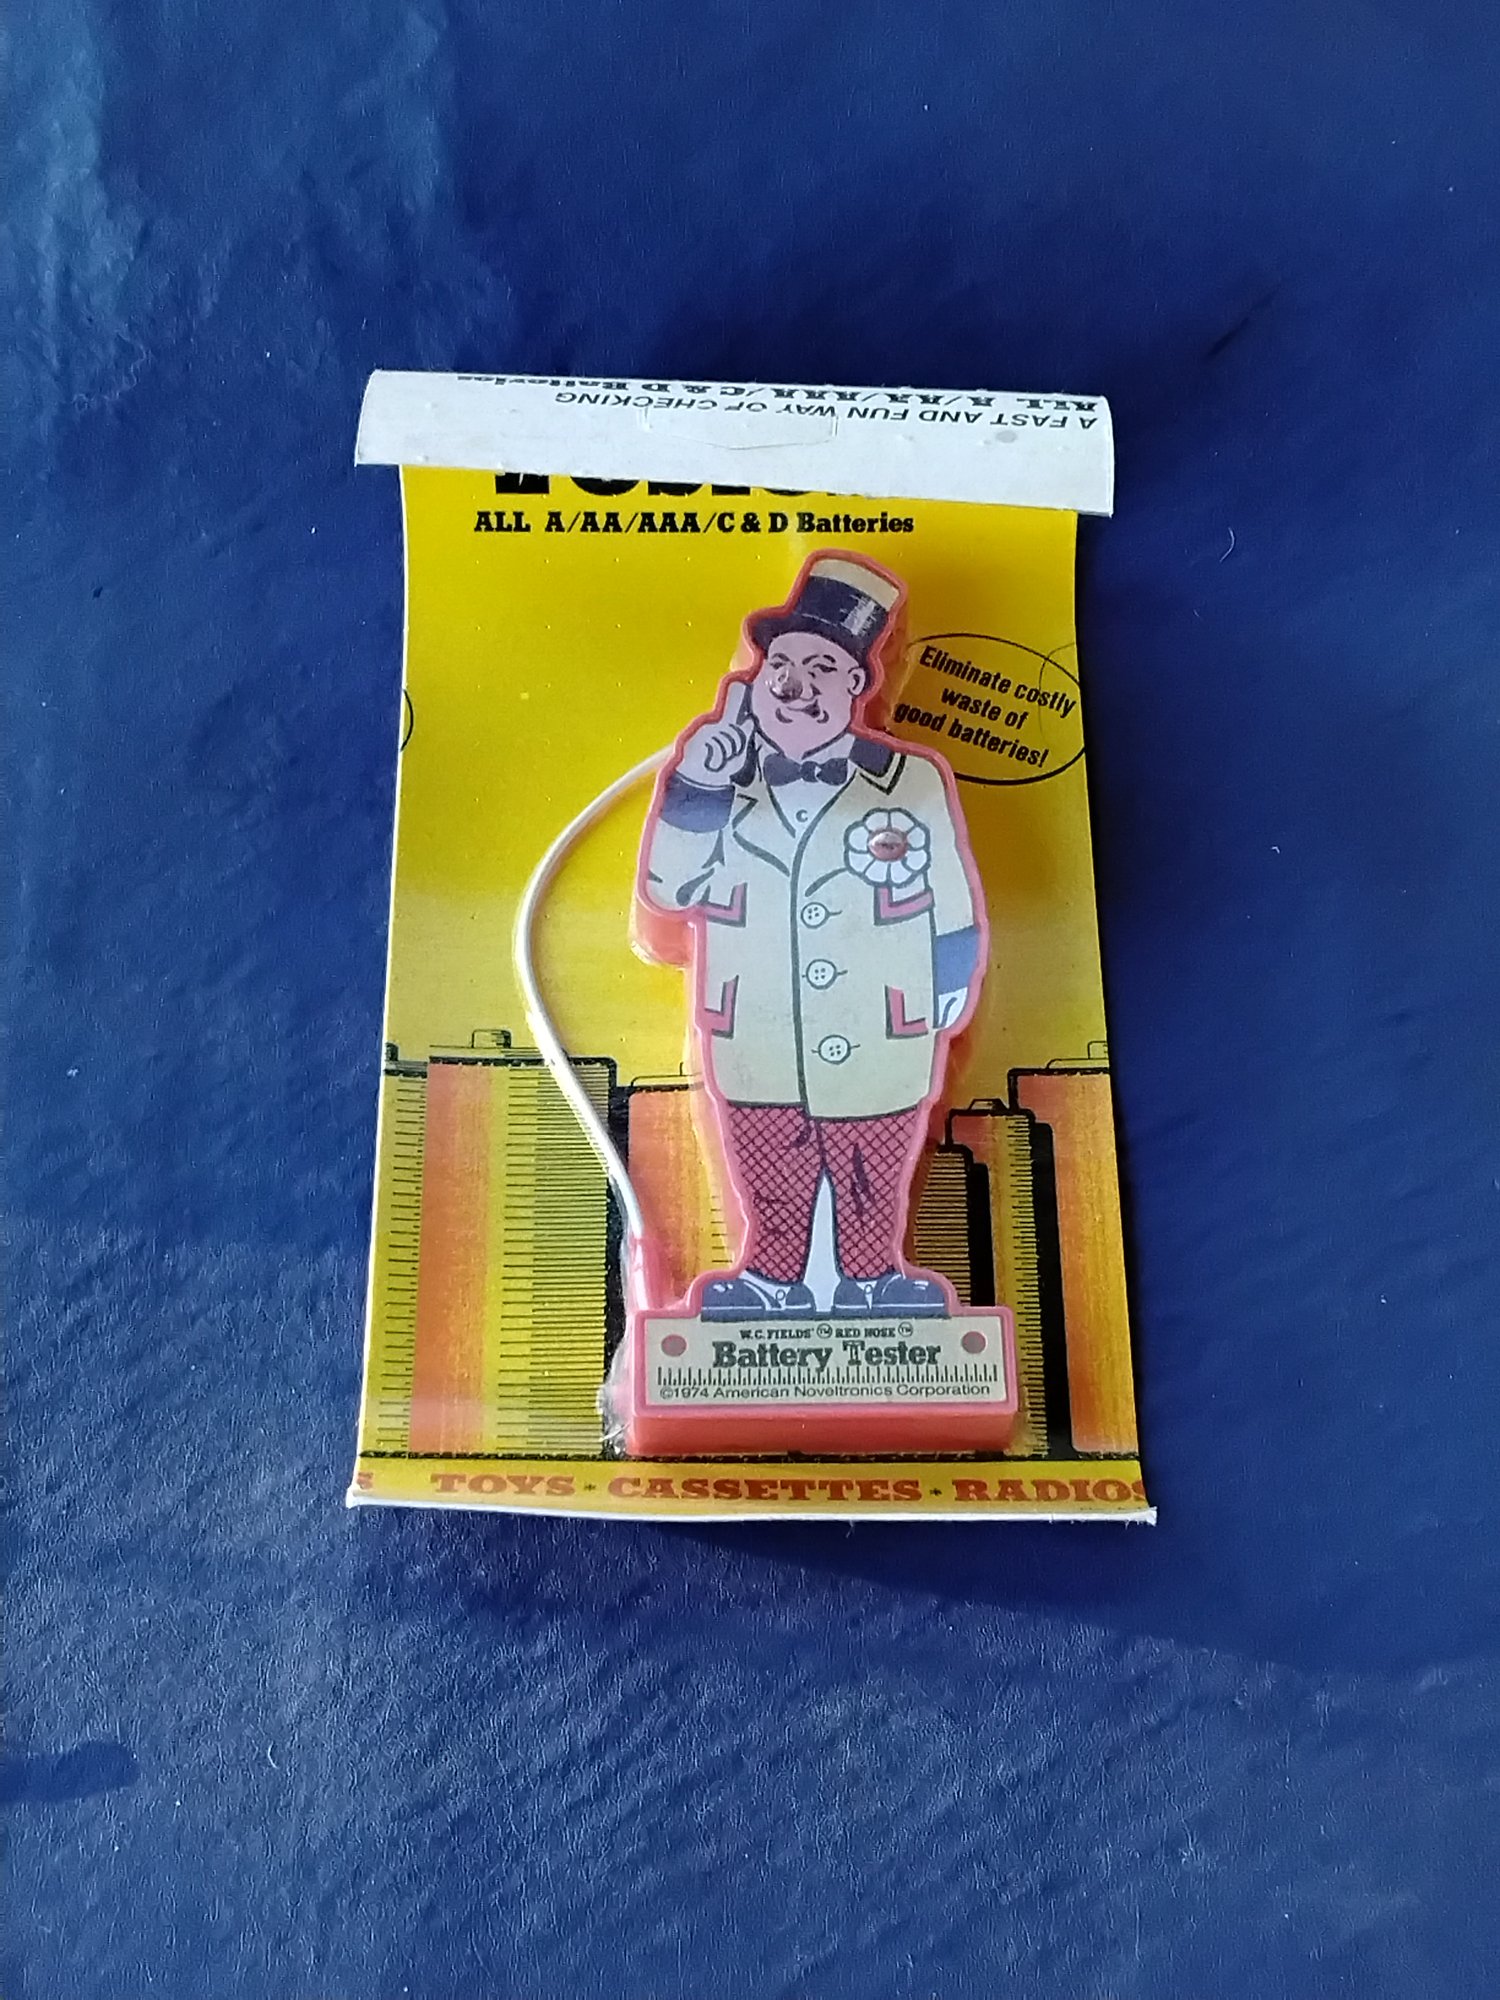 A FAST AND FUN WAY OF CHECKING
ALL A/AA/AAA/C & D Batteries
ALL A/AA/AAA/C & D Batteries
Eliminate costly
waste of
good batteries!
W.C. FIELDS' ™ RED NOSE ™
Battery Tester
©1974 American Noveltronics Corporation
TOYS * CASSETTES * RADIOS